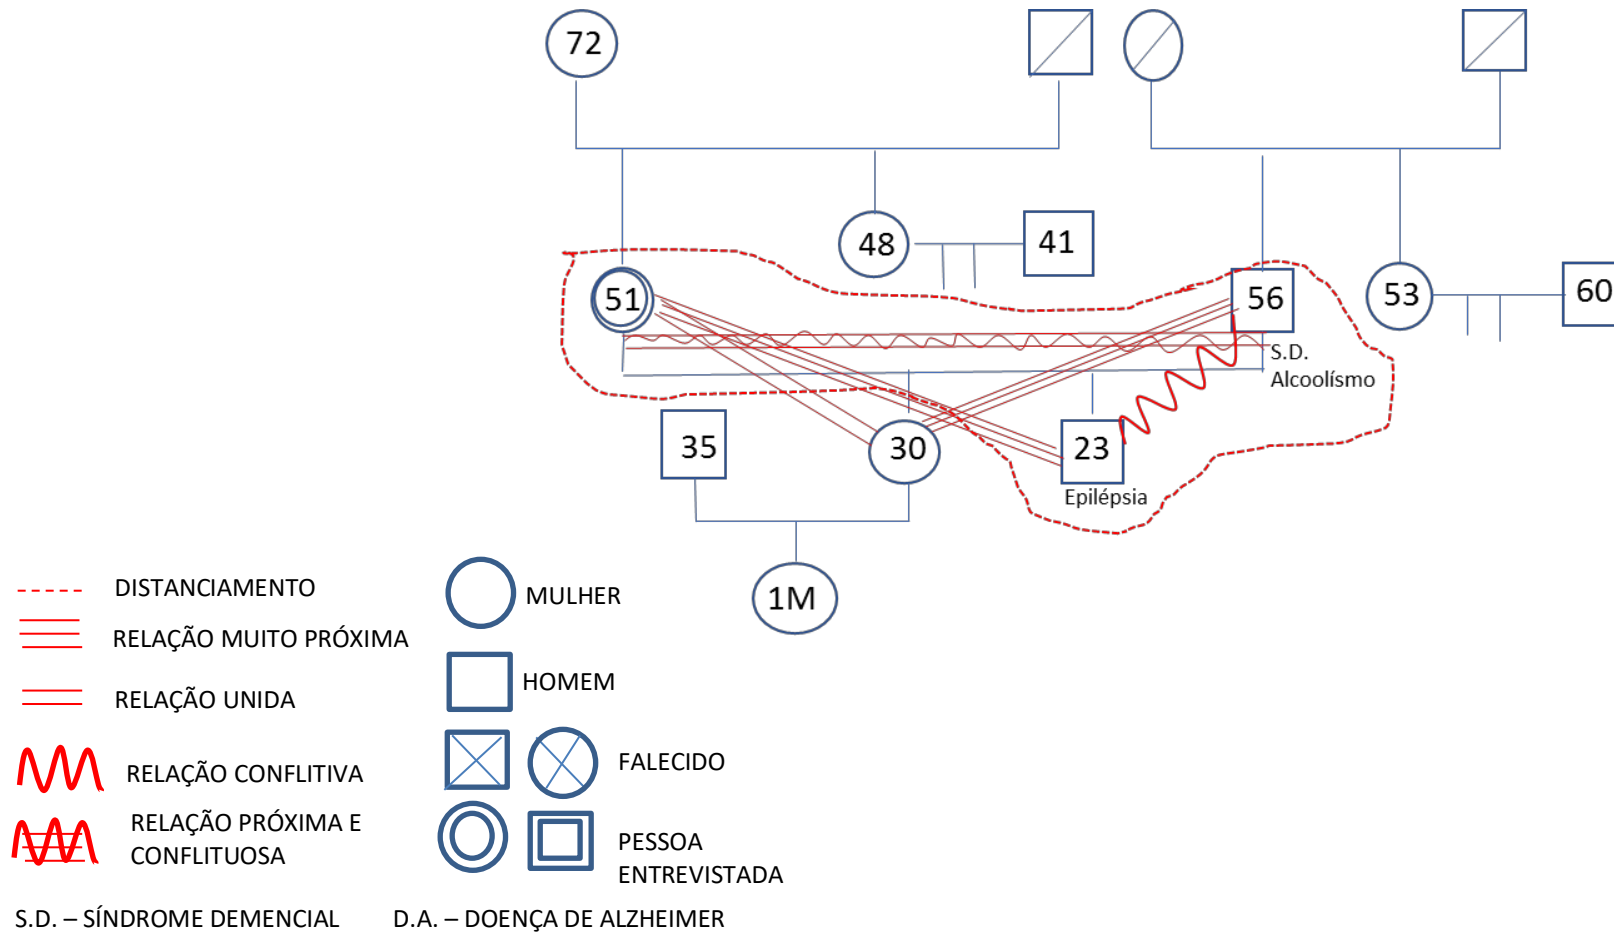 72
48
41
51
56
53
60
S.D.
Alcoolísmo
35
30
23
Epilépsia
1M
DISTANCIAMENTO
RELAÇÃO MUITO PRÓXIMA
RELAÇÃO UNIDA
RELAÇÃO CONFLITIVA
RELAÇÃO PRÓXIMA E
CONFLITUOSA
MULHER
HOMEM
FALECIDO
PESSOA
ENTREVISTADA
S.D. – SÍNDROME DEMENCIAL D.A. – DOENÇA DE ALZHEIMER